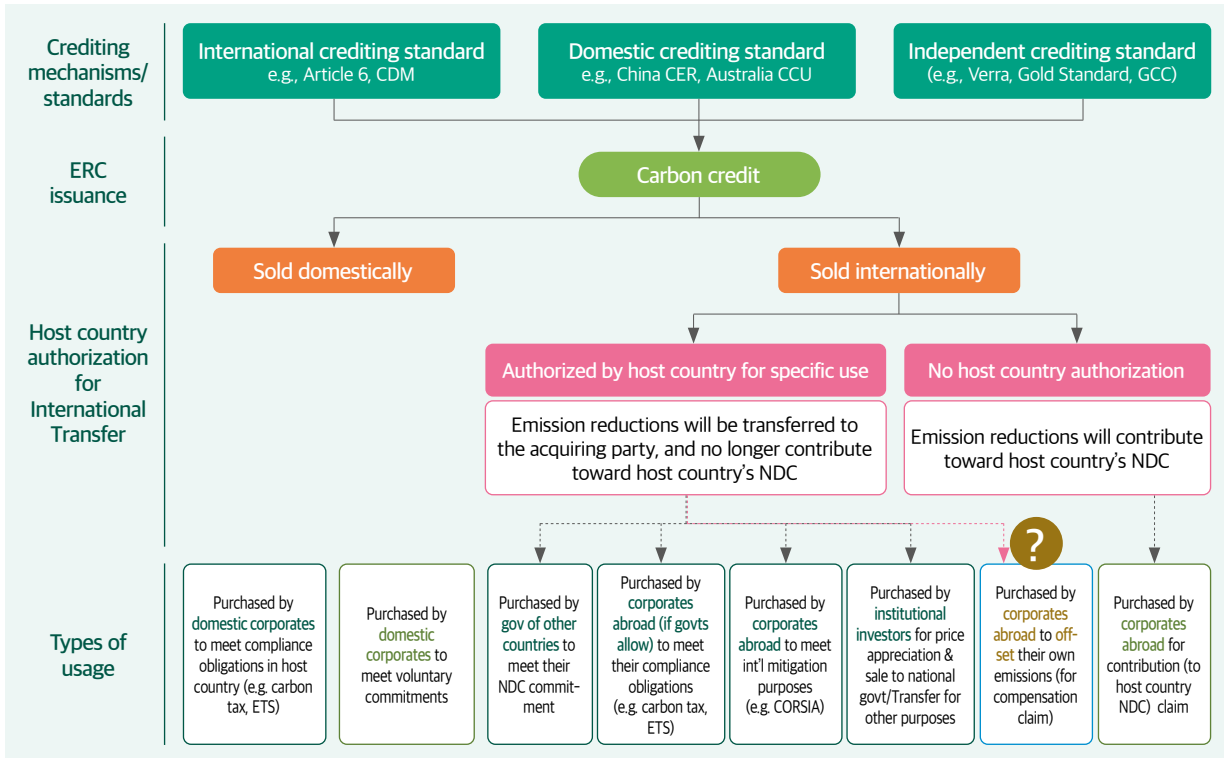 Crediting
mechanisms/
standards
International crediting standard
e.g., Article 6, CDM
Domestic crediting standard
e.g., China CER, Australia CCU
Independent crediting standard
(e.g., Verra, Gold Standard, GCC)
ERC
issuance
Carbon credit
Host country
authorization
for
International
Transfer
Sold domestically
Sold internationally
Authorized by host country for specific use
Emission reductions will be transferred to
the acquiring party, and no longer contribute
toward host country's NDC
No host country authorization
Emission reductions will contribute
toward host country's NDC
?
Types of
usage
Purchased by
domestic corporates
to meet compliance
obligations in host
country (e.g. carbon
tax, ETS)
Purchased by
domestic
corporates to
meet voluntary
commitments
Purchased by
gov of other
countries to
meet their
NDC commit-
ment
Purchased by
corporates
abroad (if govts
allow) to meet
their compliance
obligations
(e.g. carbon tax,
ETS)
Purchased by
corporates
abroad to meet
int'l mitigation
purposes
(e.g. CORSIA)
Purchased by
institutional
investors for price
appreciation &
sale to national
govt/Transfer for
other purposes
Purchased by
corporates
abroad to off-
set their own
emissions (for
compensation
claim)
Purchased by
corporates
abroad for
contribution (to
host country
NDC) claim